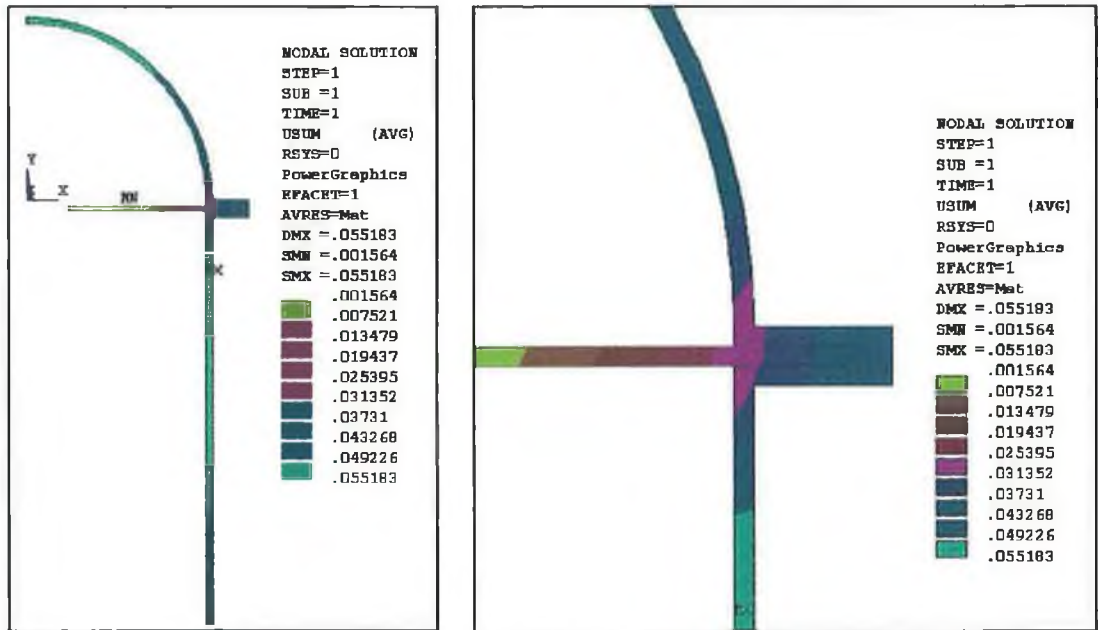 NODAL SOLUTION
STEP=1
SUB =1
TIME=1
USUM (AVG)
RSYS=0
PowerGraphics
EFACET=1
AVRES=Mat
DMX =.055183
SMN =.001564
SMX =.055183
.001564
.007521
.013479
.019437
.025395
.031352
.03731
.043268
.049226
.055183
Y
X
MN
NODAL SOLUTION
STEP=1
SUB =1
TIME=1
USUM (AVG)
RSYS=0
PowerGraphics
EFACET=1
AVRES=Mat
DMX =.055183
SMN =.001564
SMX =.055183
.001564
.007521
.013479
.019437
.025395
.031352
.03731
.043268
.049226
.055183